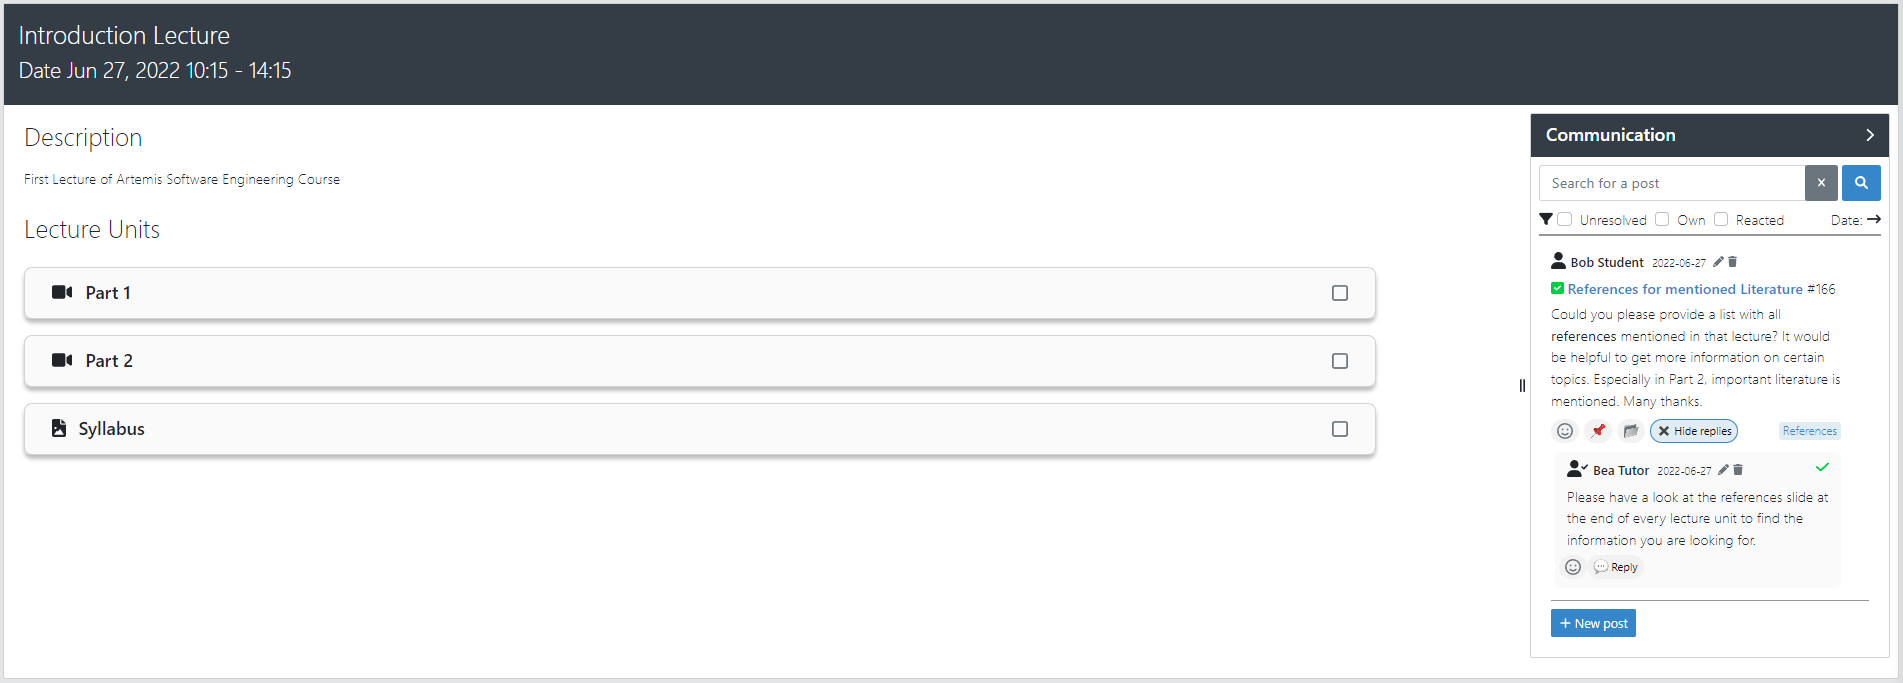 Introduction Lecture
Date Jun 27, 2022 10:15 - 14:15
Description
First Lecture of Artemis Software Engineering Course
Lecture Units
Part 1
Part 2
Syllabus
Communication
Search for a post
Unresolved Own Reacted Date:
Bob Student 2022-06-27
References for mentioned Literature #166
Could you please provide a list with all
references mentioned in that lecture? It would
be helpful to get more information on certain
topics. Especially in Part 2, important literature is
mentioned. Many thanks.
Hide replies References
Bea Tutor 2022-06-27
Please have a look at the references slide at
the end of every lecture unit to find the
information you are looking for.
Reply
+ New post